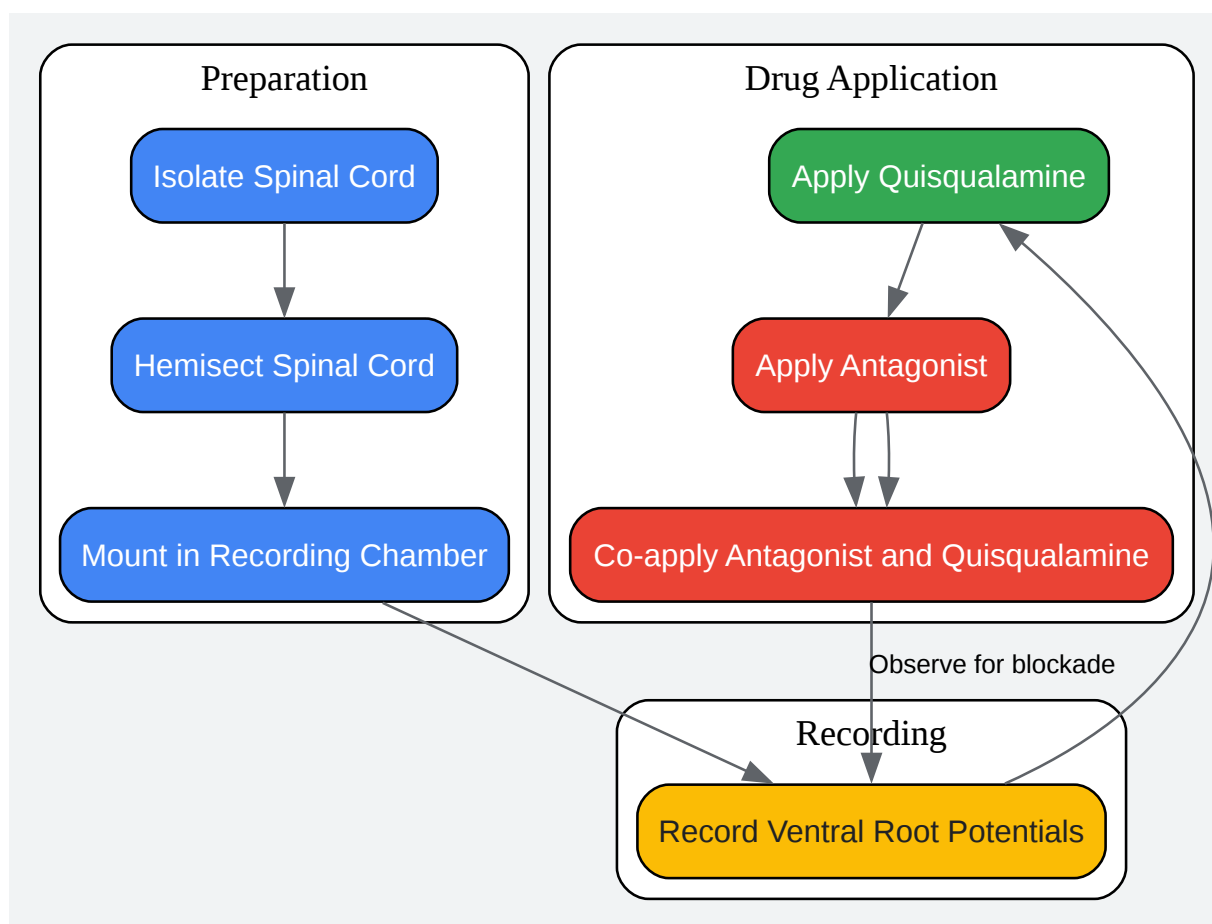 Preparation
Isolate Spinal Cord
Hemisect Spinal Cord
Mount in Recording Chamber
Drug Application
Apply Quisqualamine
Apply Antagonist
Co-apply Antagonist and Quisqualamine
Observe for blockade
Recording
Record Ventral Root Potentials